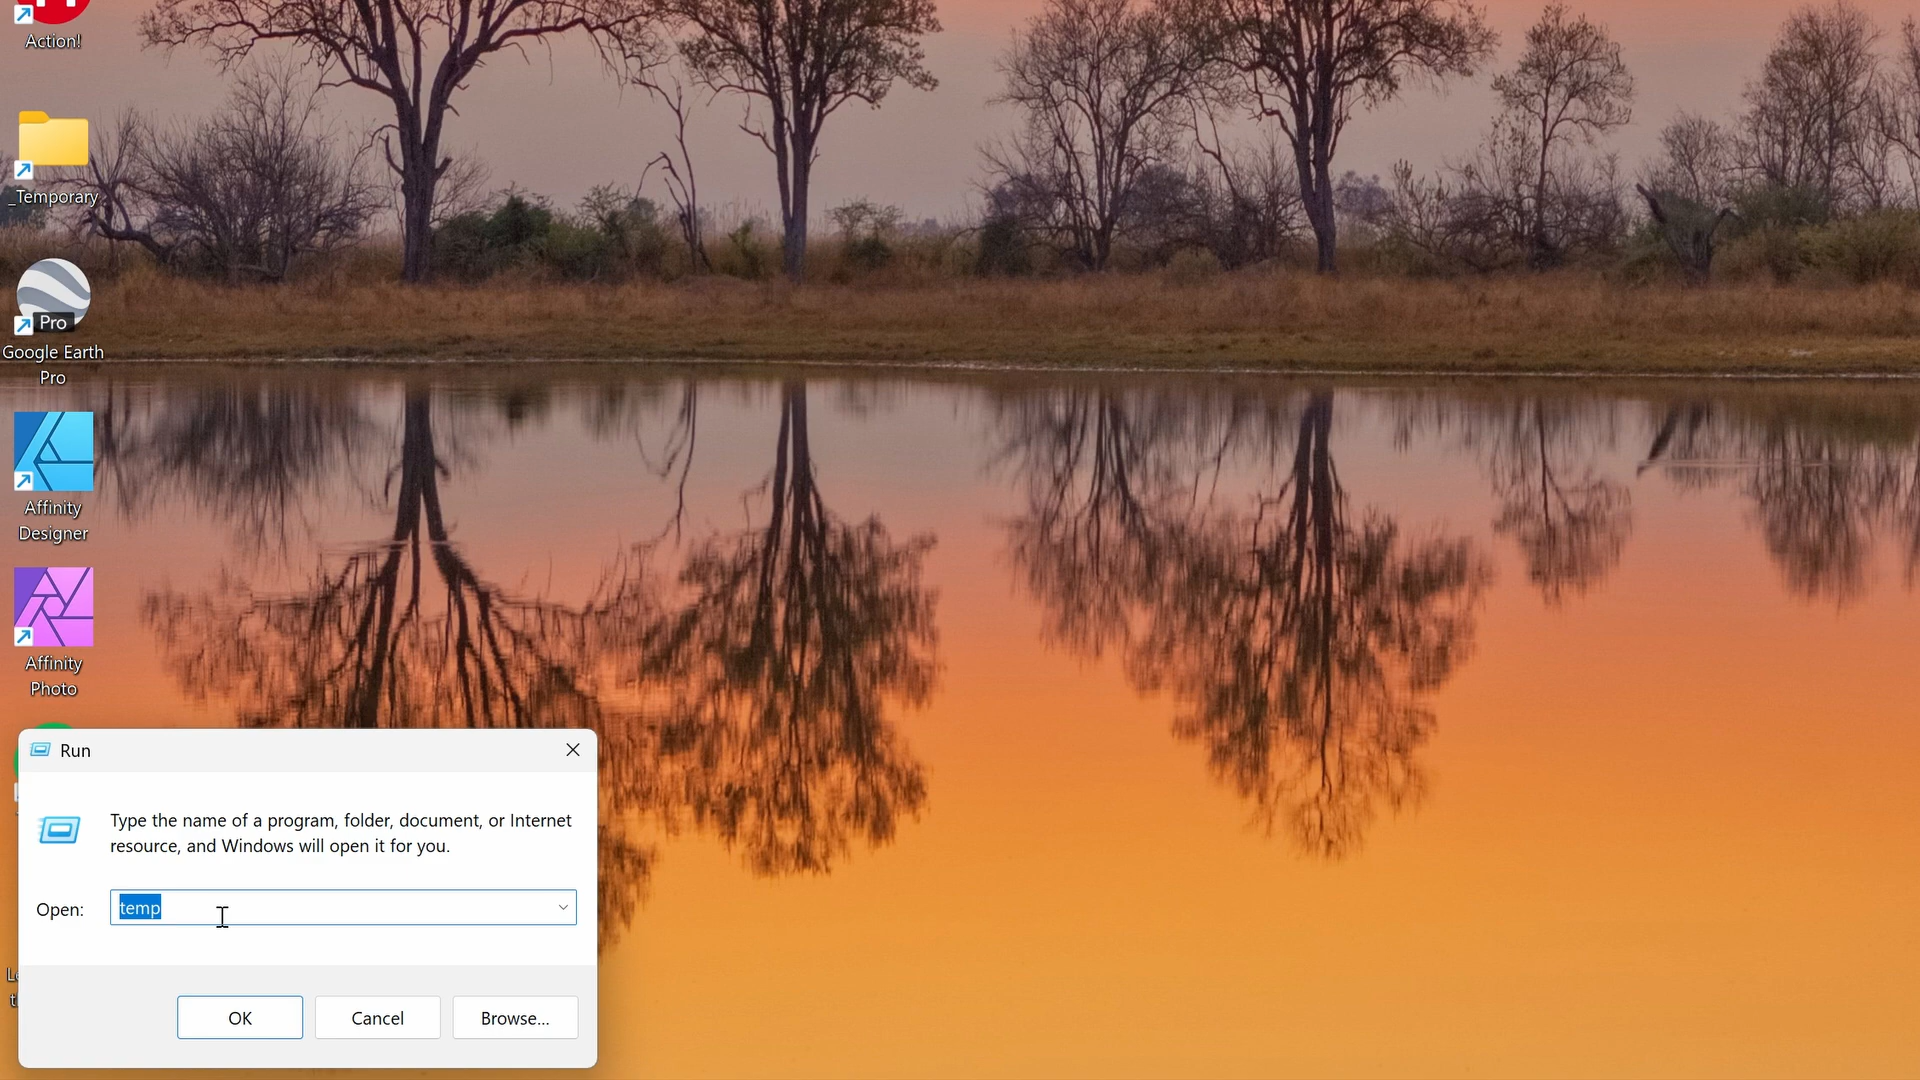 Action!
_Temporary
Pro
Google Earth
Pro
Affinity
Designer
Affinity
Photo
Run
Type the name of a program, folder, document, or Internet
resource, and Windows will open it for you.
Open:
temp
OK
Cancel
Browse...